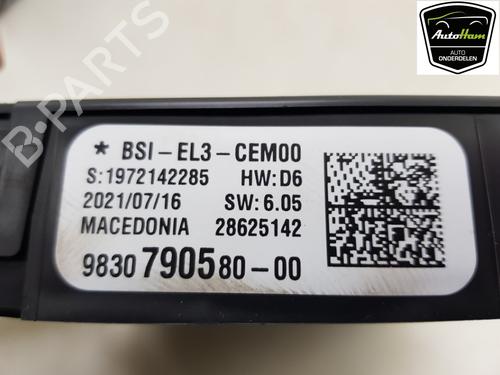 AutoHam
AUTO
ONDERDELEN
B-PARTS
* BSI-EL3-CEM00
S:1972142285 HW:D6
2021/07/16 SW:6.05
MACEDONIA 28625142
9830790580-00